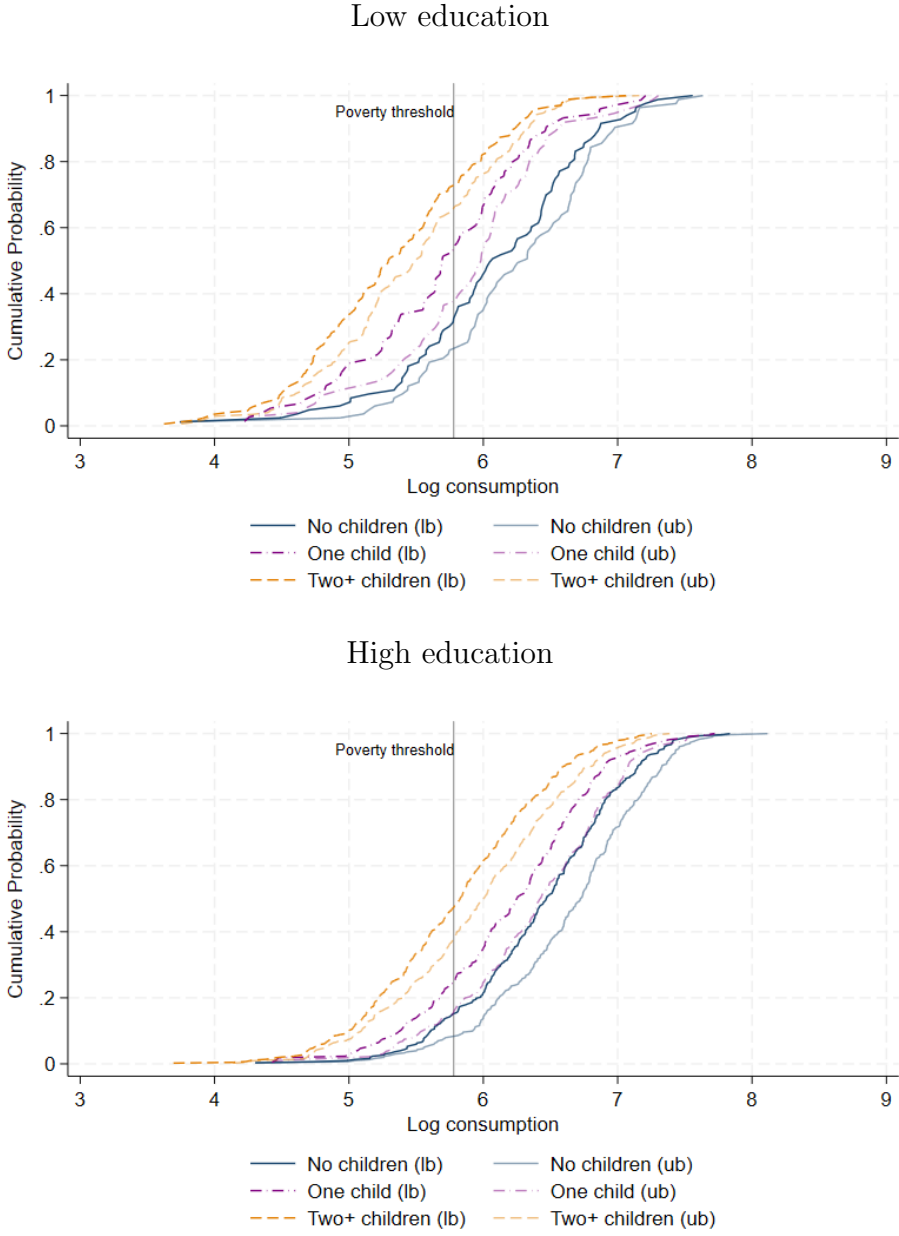 Low education
Poverty threshold
1
.8
.6
.4
.2
0
Cumulative Probability
3 4 5 6 7 8 9
Log consumption
No children (lb) No children (ub)
One child (lb) One child (ub)
Two+ children (lb) Two+ children (ub)
High education
Poverty threshold
1
.8
.6
.4
.2
0
Cumulative Probability
3 4 5 6 7 8 9
Log consumption
No children (lb) No children (ub)
One child (lb) One child (ub)
Two+ children (lb) Two+ children (ub)